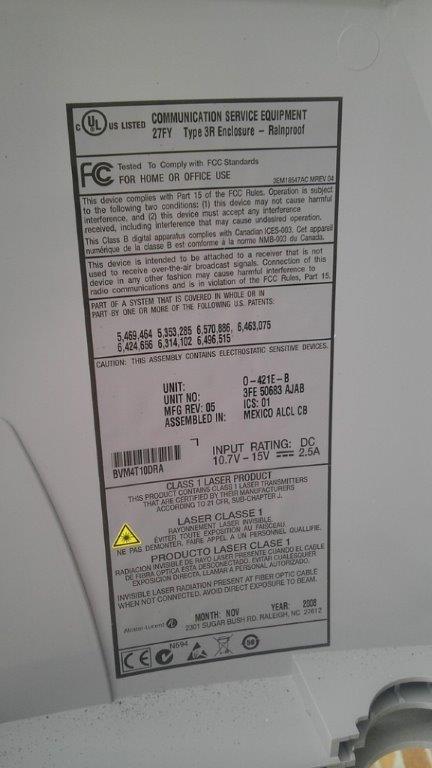 C UL US LISTED COMMUNICATION SERVICE EQUIPMENT
27FY Type 3R Enclosure - Rainproof
FCC Tested To Comply with FCC Standards
FOR HOME OR OFFICE USE
3EM18547AC MREV 04
This device complies with Part 15 of the FCC Rules. Operation is subject
to the following two conditions: (1) this device may not cause harmful
interference, and (2) this device must accept any interference
received, including interference that may cause undesired operation.
This Class B digital apparatus complies with Canadian ICES-003. Cet appareil
numérique de la classe B est conforme à la norme NMB-003 du Canada.
This device is intended to be attached to a receiver that is not
used to receive over-the-air broadcast signals. Connection of this
device in any other fashion may cause harmful interference to
radio communications and is in violation of the FCC Rules, Part 15.
PART OF A SYSTEM THAT IS COVERED IN WHOLE OR IN
PART BY ONE OR MORE OF THE FOLLOWING U.S. PATENTS:
5,469,464 5,353,285 6,570,886, 6,463,075
6,424,656 6,314,102 6,496,515
CAUTION: THIS ASSEMBLY CONTAINS ELECTROSTATIC SENSITIVE DEVICES.
UNIT: O-421E-B
UNIT NO: 3FE 50683 AJAB
MFG REV: 05 ICS: 01
ASSEMBLED IN: MEXICO ALCL CB
BVM4T10DRA
INPUT RATING: DC
10.7V - 15V 2.5A
CLASS 1 LASER PRODUCT
THIS PRODUCT CONTAINS CLASS 1 LASER TRANSMITTERS
THAT ARE CERTIFIED BY THEIR MANUFACTURERS
ACCORDING TO 21 CFR, SUB-CHAPTER J.
LASER CLASSE 1
RAYONNEMENT LASER INVISIBLE.
ÉVITER TOUTE EXPOSITION AU FAISCEAU.
NE PAS DEMONTER. FAIRE APPEL A UN PERSONNEL QUALIFIE.
PRODUCTO LASER CLASE 1
RADIACION INVISIBLE DE RAYO LASER PRESENTE CUANDO EL CABLE
DE FIBRA OPTICA ESTA DESCONECTADO. EVITAR CUALESQUIER
EXPOSICION DIRECTA, LLAMAR A PERSONAL AUTORIZADO.
INVISIBLE LASER RADIATION PRESENT AT FIBER OPTIC CABLE
WHEN NOT CONNECTED. AVOID DIRECT EXPOSURE TO BEAM.
MONTH: NOV YEAR: 2008
Alcatel-Lucent 2301 SUGAR BUSH RD. RALEIGH, NC 27612
CE N594 50